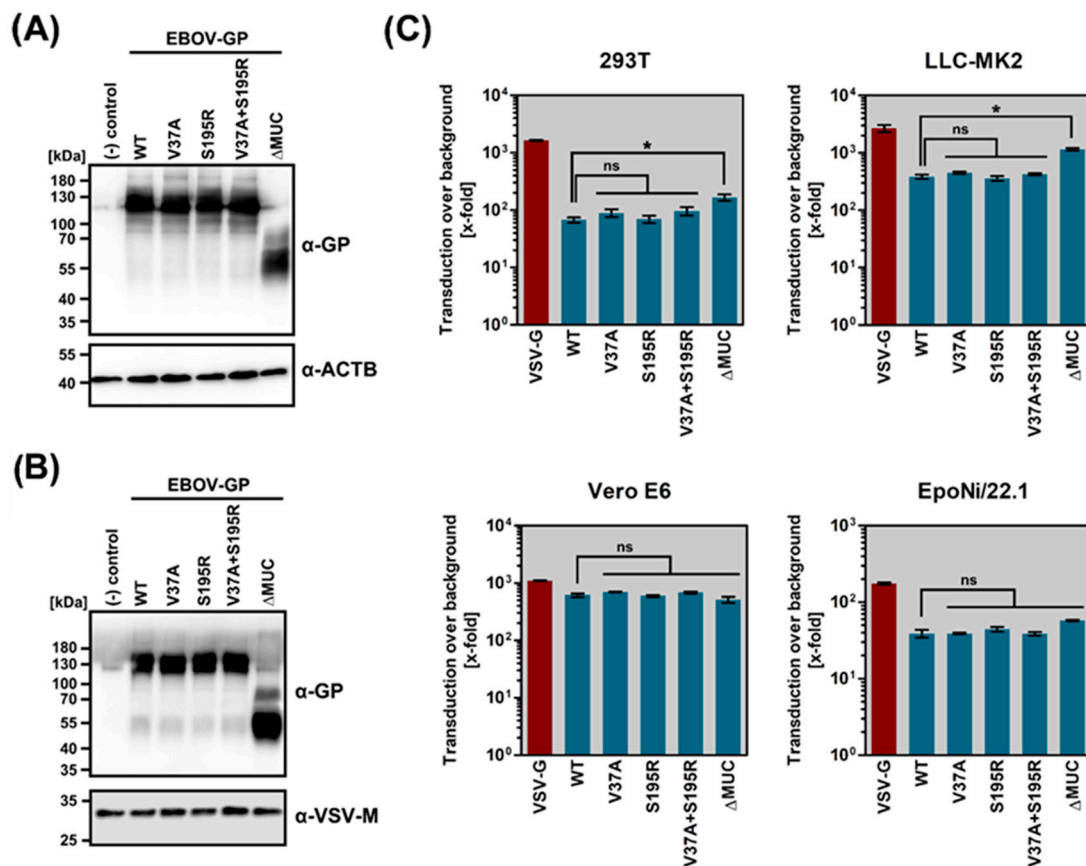 (A)
EBOV-GP
(-) control
WT
V37A
S195R
V37A+S195R
ΔMUC
[kDa]
180
130
100
70
55
40
35
α-GP
55
40
α-ACTB
(B)
EBOV-GP
(-) control
WT
V37A
S195R
V37A+S195R
ΔMUC
[kDa]
180
130
100
70
55
40
35
α-GP
35
25
α-VSV-M
(C)
293T
Transduction over background
[x-fold]
10⁴
10³
10²
10¹
10⁰
ns
*
VSV-G
WT
V37A
S195R
V37A+S195R
ΔMUC
LLC-MK2
Transduction over background
[x-fold]
10⁴
10³
10²
10¹
10⁰
ns
*
VSV-G
WT
V37A
S195R
V37A+S195R
ΔMUC
Vero E6
Transduction over background
[x-fold]
10⁴
10³
10²
10¹
10⁰
ns
VSV-G
WT
V37A
S195R
V37A+S195R
ΔMUC
EpoNi/22.1
Transduction over background
[x-fold]
10³
10²
10¹
10⁰
ns
VSV-G
WT
V37A
S195R
V37A+S195R
ΔMUC